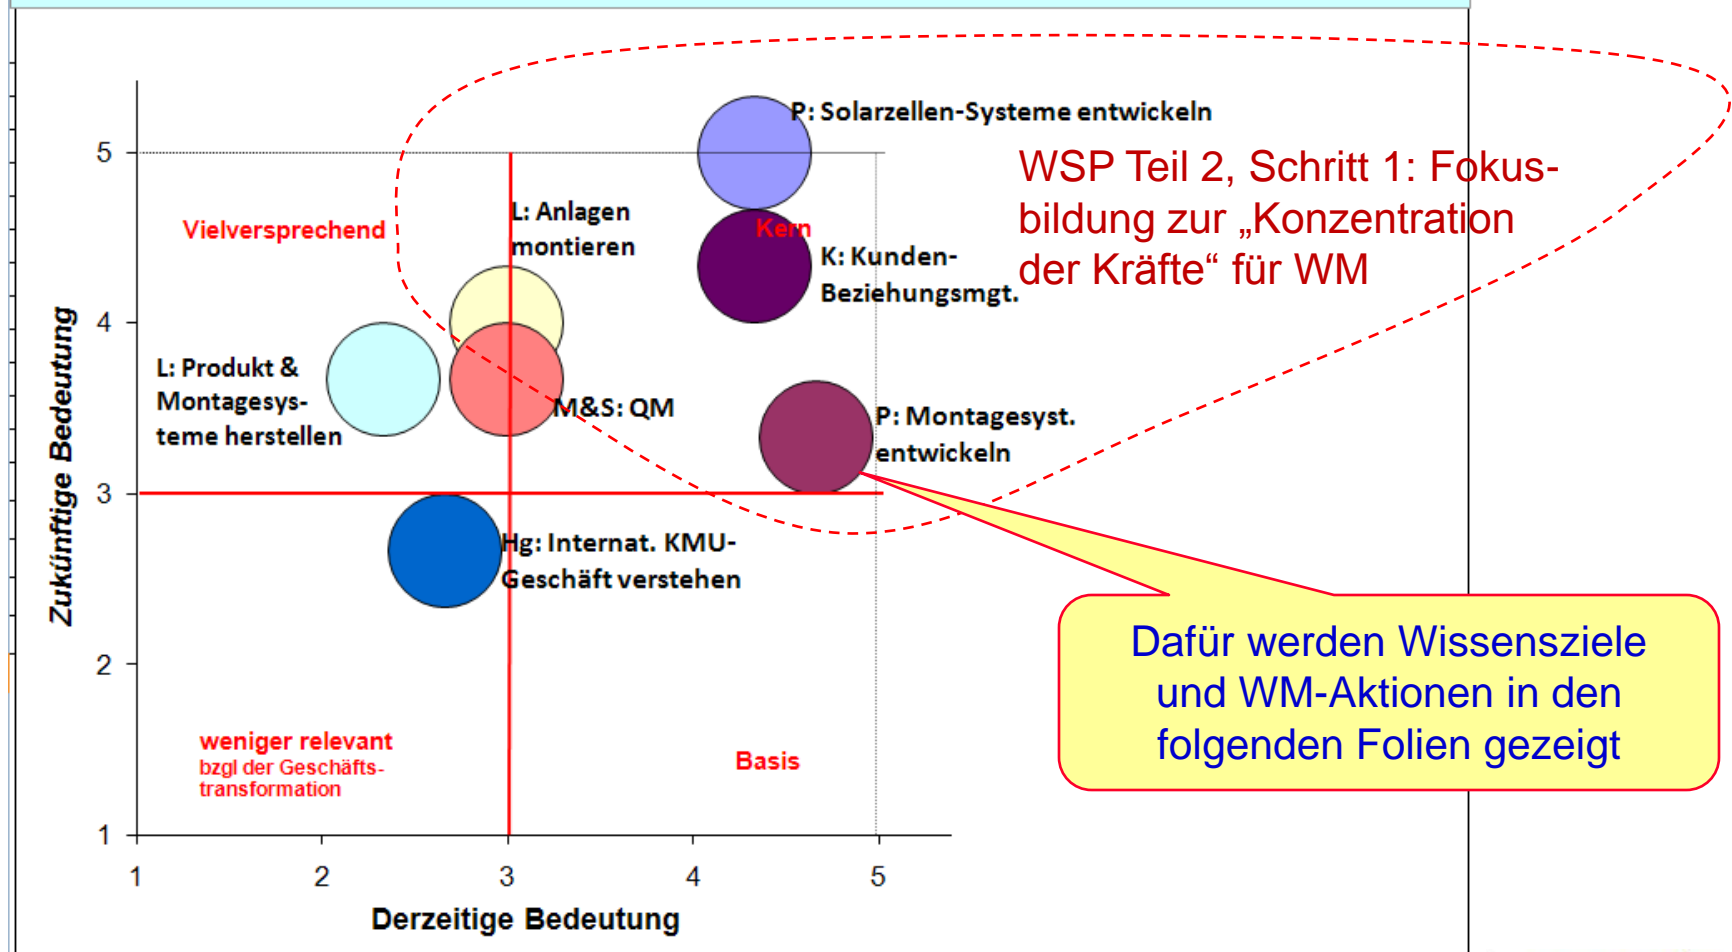 P: Solarzellen-Systeme entwickeln
WSP Teil 2, Schritt 1: Fokus-
bildung zur „Konzentration
der Kräfte“ für WM
Vielversprechend
L: Anlagen
montieren
Kern
K: Kunden-
Beziehungsmgt.
L: Produkt &
Montagesys-
teme herstellen
M&S: QM
P: Montagesyst.
entwickeln
Hg: Internat. KMU-
Geschäft verstehen
Dafür werden Wissensziele
und WM-Aktionen in den
folgenden Folien gezeigt
weniger relevant
bzgl der Geschäfts-
transformation
Basis
Zukúnftige Bedeutung
5
4
3
2
1
1 2 3 4 5
Derzeitige Bedeutung